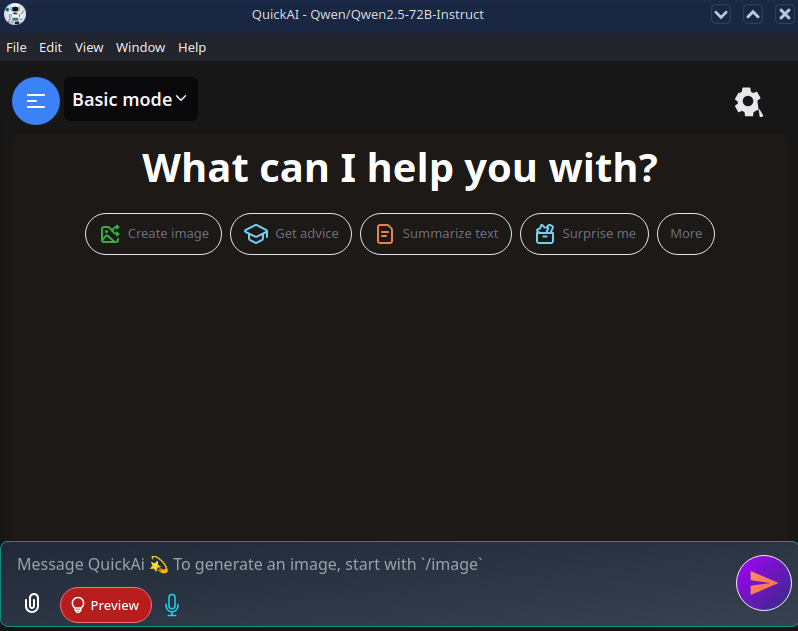 QuickAI - Qwen/Qwen2.5-72B-Instruct
File Edit View Window Help
Basic mode
What can I help you with?
Create image Get advice Summarize text Surprise me More
Message QuickAi 💫 To generate an image, start with `/image`
Preview